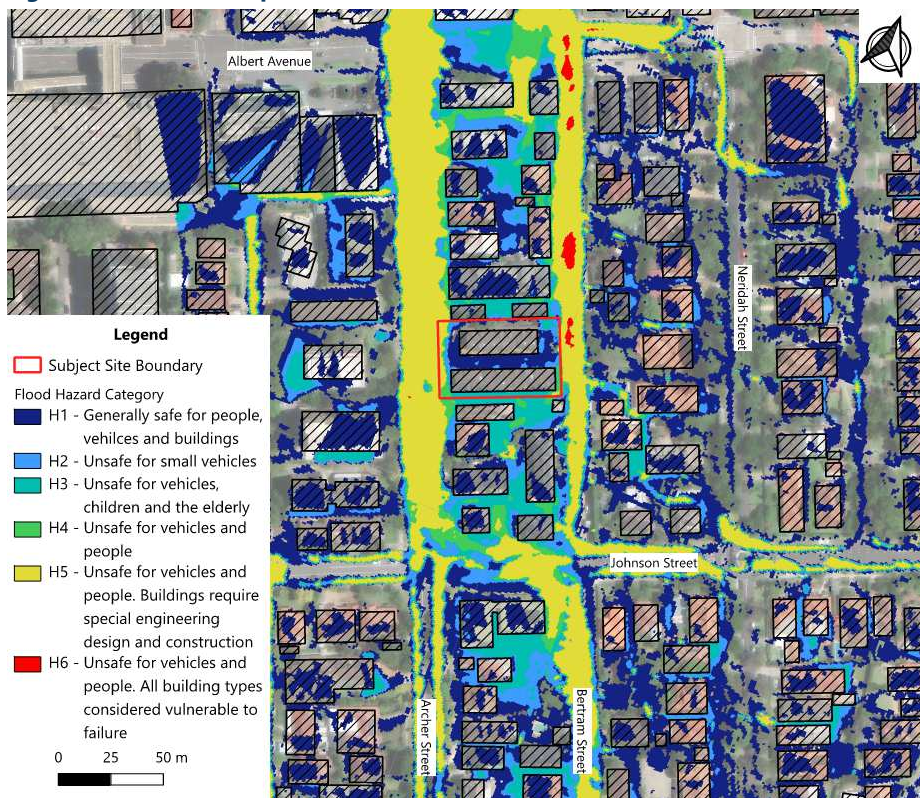 Albert Avenue
Neridah Street
Legend
Subject Site Boundary
Flood Hazard Category
H1 - Generally safe for people,
vehilces and buildings
H2 - Unsafe for small vehicles
H3 - Unsafe for vehicles,
children and the elderly
H4 - Unsafe for vehicles and
people
H5 - Unsafe for vehicles and
people. Buildings require
special engineering
design and construction
H6 - Unsafe for vehicles and
people. All building types
considered vulnerable to
failure
0 25 50 m
Johnson Street
Archer Street
Bertram Street